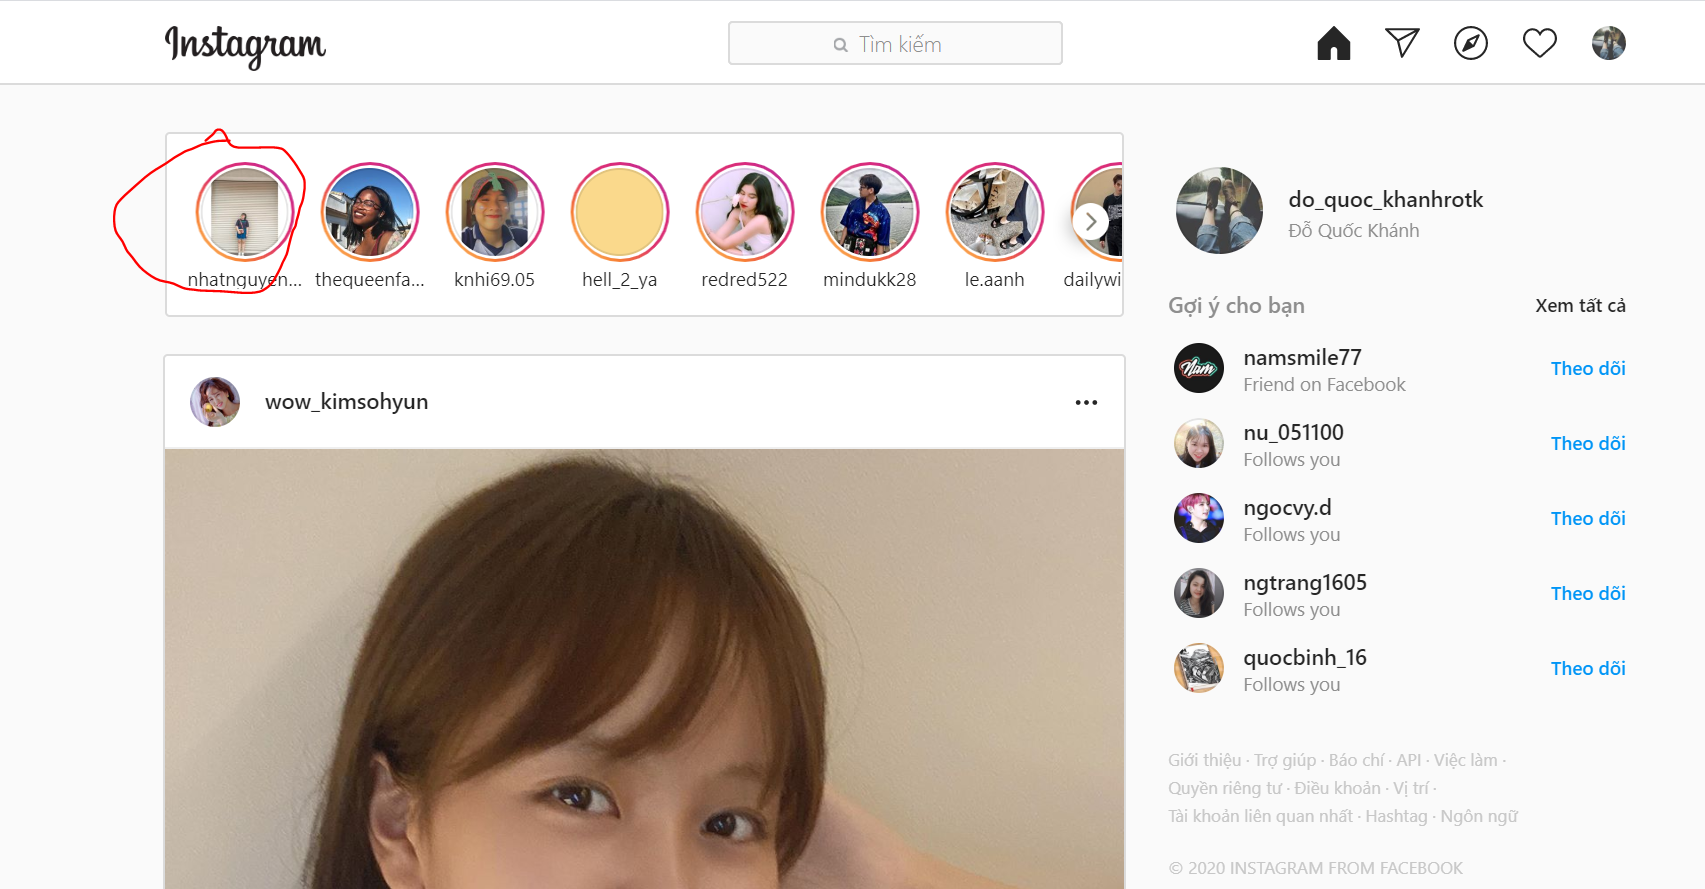 Instagram
Tìm kiếm
nhatnguyen... thequeenfa... knhi69.05 hell_2_ya redred522 mindukk28 le.aanh dailywi
do_quoc_khanhrotk
Đỗ Quốc Khánh
Gợi ý cho bạn Xem tất cả
namsmile77
Friend on Facebook
Theo dõi
nu_051100
Follows you
Theo dõi
ngocvy.d
Follows you
Theo dõi
ngtrang1605
Follows you
Theo dõi
quocbinh_16
Follows you
Theo dõi
wow_kimsohyun
Nam
Giới thiệu · Trợ giúp · Báo chí · API · Việc làm ·
Quyền riêng tư · Điều khoản · Vị trí ·
Tài khoản liên quan nhất · Hashtag · Ngôn ngữ
© 2020 INSTAGRAM FROM FACEBOOK